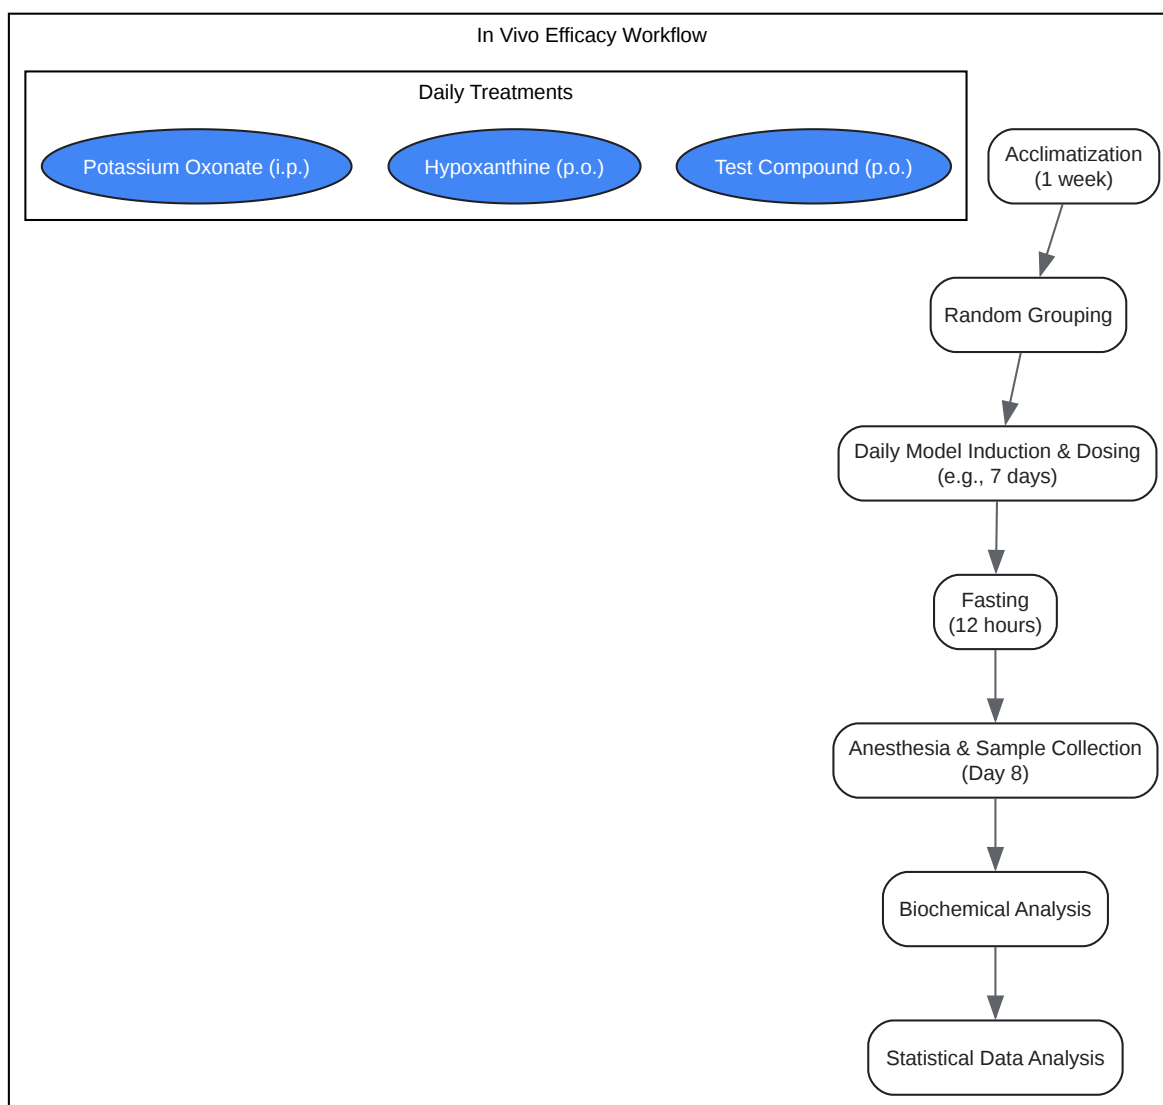 In Vivo Efficacy Workflow
Daily Treatments
Potassium Oxonate (i.p.)
Hypoxanthine (p.o.)
Test Compound (p.o.)
Acclimatization
(1 week)
Random Grouping
Daily Model Induction & Dosing
(e.g., 7 days)
Fasting
(12 hours)
Anesthesia & Sample Collection
(Day 8)
Biochemical Analysis
Statistical Data Analysis